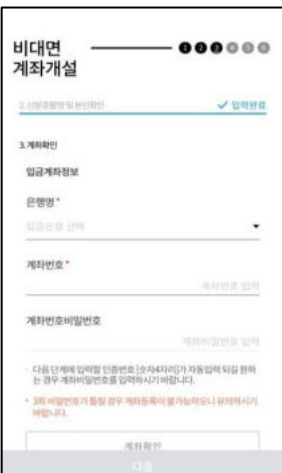 비대면
계좌개설
1 2 3 4 5 6
2. 신분증촬영 및 본인확인
✓ 입력완료
3. 계좌확인
입금계좌정보
은행명 *
입금은행 선택
계좌번호 *
계좌번호 입력
계좌번호비밀번호
계좌비밀번호 입력
· 다음 단계에 입력할 인증번호 [숫자4자리]가 자동입력 되길 원하
는 경우 계좌비밀번호를 입력하시기 바랍니다.
· 3회 비밀번호가 틀릴 경우 계좌등록이 불가능하오니 유의하시기
바랍니다.
계좌확인
다음